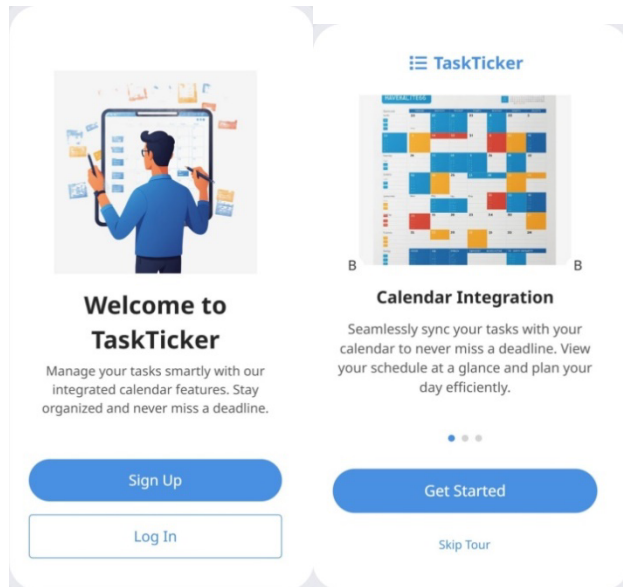 Welcome to
TaskTicker
Manage your tasks smartly with our
integrated calendar features. Stay
organized and never miss a deadline.
Sign Up
Log In
TaskTicker
B
B
Calendar Integration
Seamlessly sync your tasks with your
calendar to never miss a deadline. View
your schedule at a glance and plan your
day efficiently.
Get Started
Skip Tour